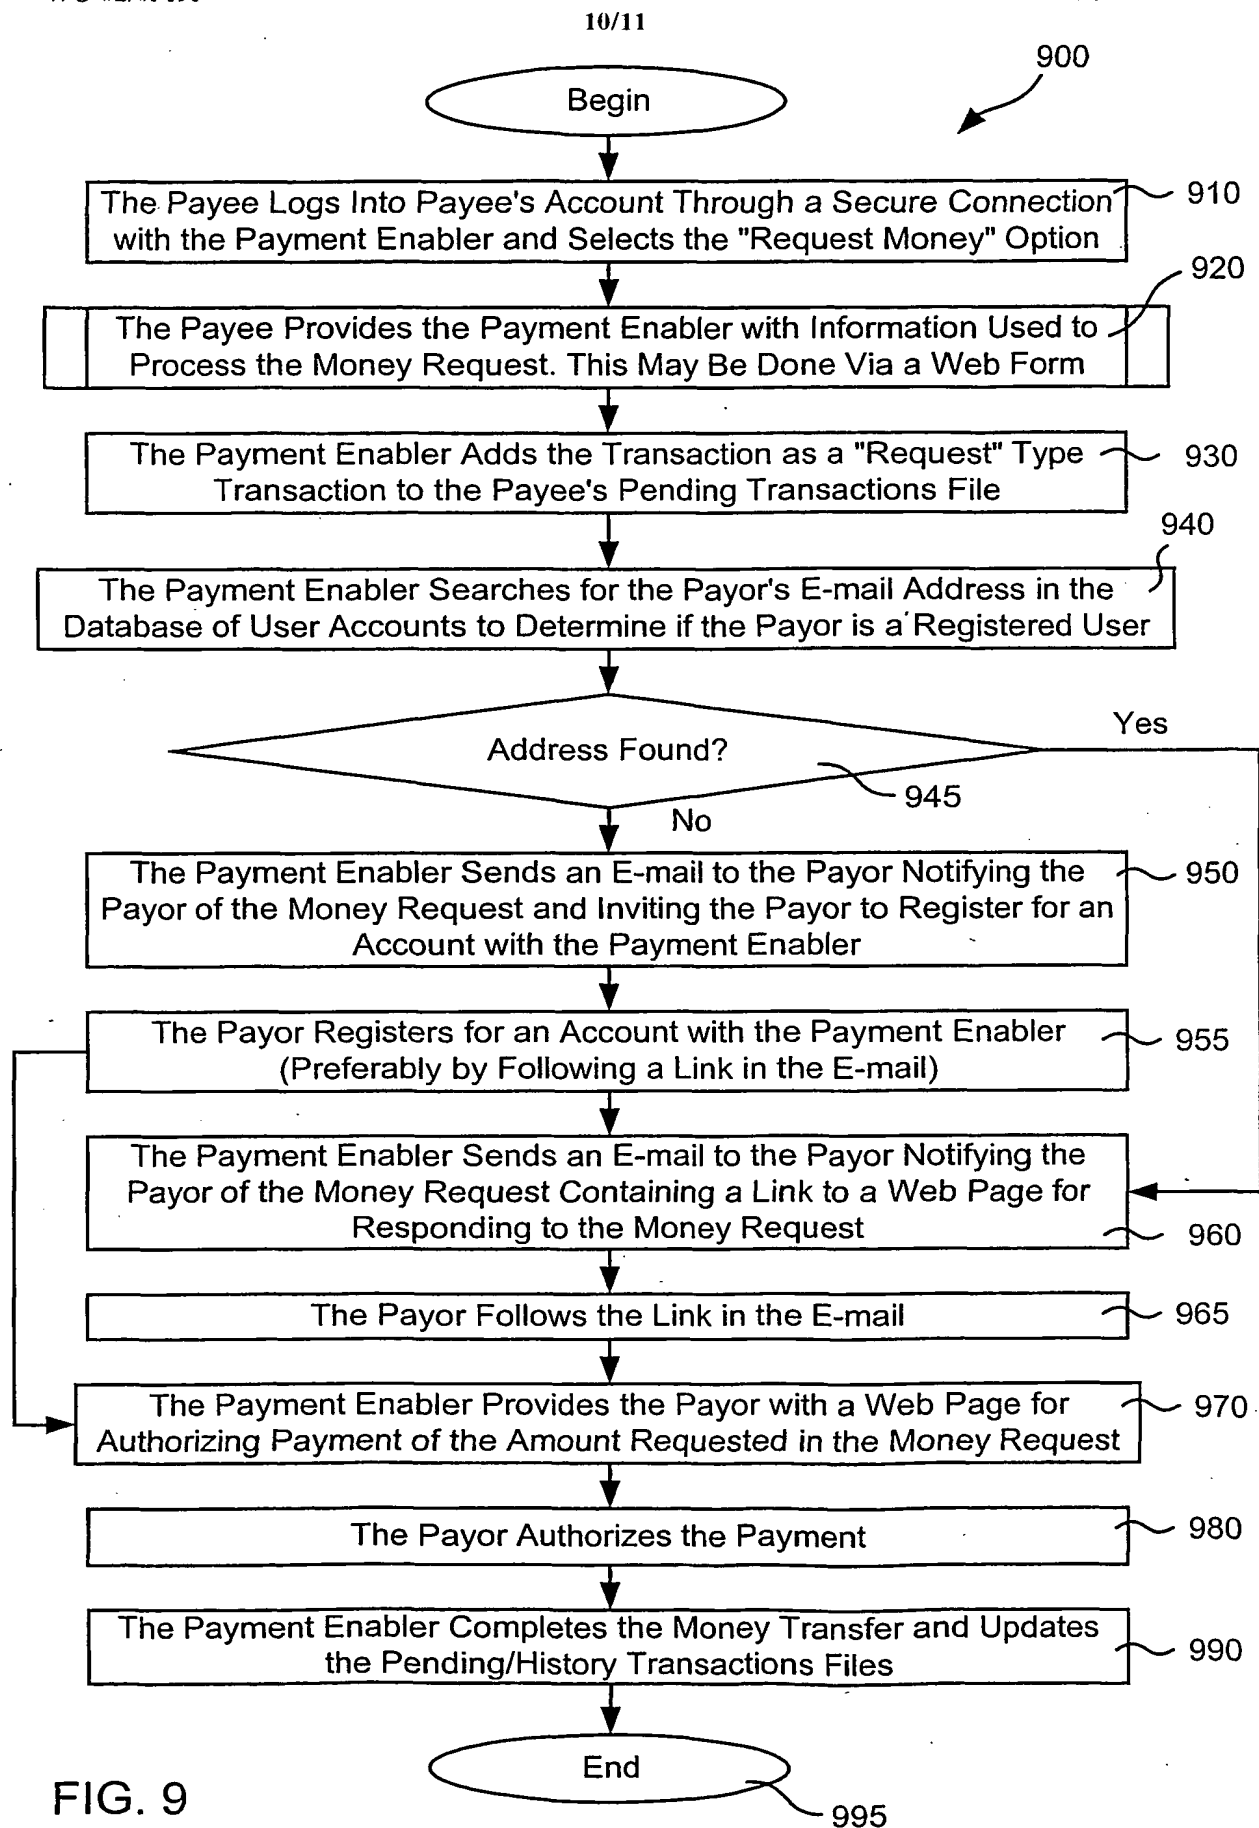 10/11
900
Begin
The Payee Logs Into Payee's Account Through a Secure Connection
with the Payment Enabler and Selects the "Request Money" Option
910
920
The Payee Provides the Payment Enabler with Information Used to
Process the Money Request. This May Be Done Via a Web Form
The Payment Enabler Adds the Transaction as a "Request" Type
Transaction to the Payee's Pending Transactions File
930
940
The Payment Enabler Searches for the Payor's E-mail Address in the
Database of User Accounts to Determine if the Payor is a Registered User
Address Found?
Yes
945
No
The Payment Enabler Sends an E-mail to the Payor Notifying the
Payor of the Money Request and Inviting the Payor to Register for an
Account with the Payment Enabler
950
The Payor Registers for an Account with the Payment Enabler
(Preferably by Following a Link in the E-mail)
955
The Payment Enabler Sends an E-mail to the Payor Notifying the
Payor of the Money Request Containing a Link to a Web Page for
Responding to the Money Request
960
The Payor Follows the Link in the E-mail
965
The Payment Enabler Provides the Payor with a Web Page for
Authorizing Payment of the Amount Requested in the Money Request
970
The Payor Authorizes the Payment
980
The Payment Enabler Completes the Money Transfer and Updates
the Pending/History Transactions Files
990
End
995
FIG. 9